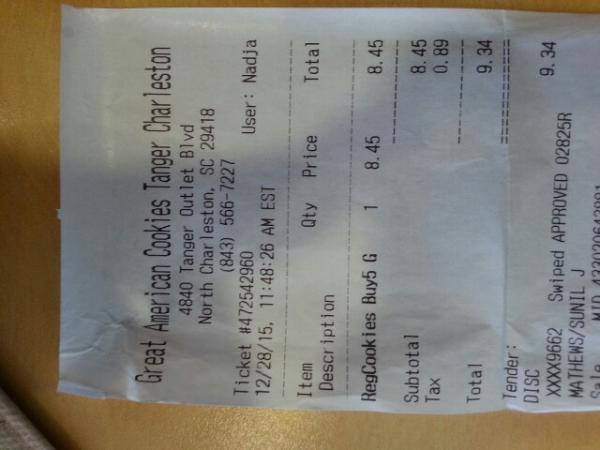 Great American Cookies Tanger Charleston
4840 Tanger Outlet Blvd
North Charleston, SC 29418
(843) 566-7227
Ticket #472542960
12/28/15, 11:48:26 AM EST User: Nadja
Item Qty Price Total
Description
RegCookies Buy5 G 1 8.45 8.45
Subtotal 8.45
Tax 0.89
Total 9.34
Tender:
DISC 9.34
XXXX9662 Swiped APPROVED 02825R
MATHEWS/SUNIL J
Sale MID